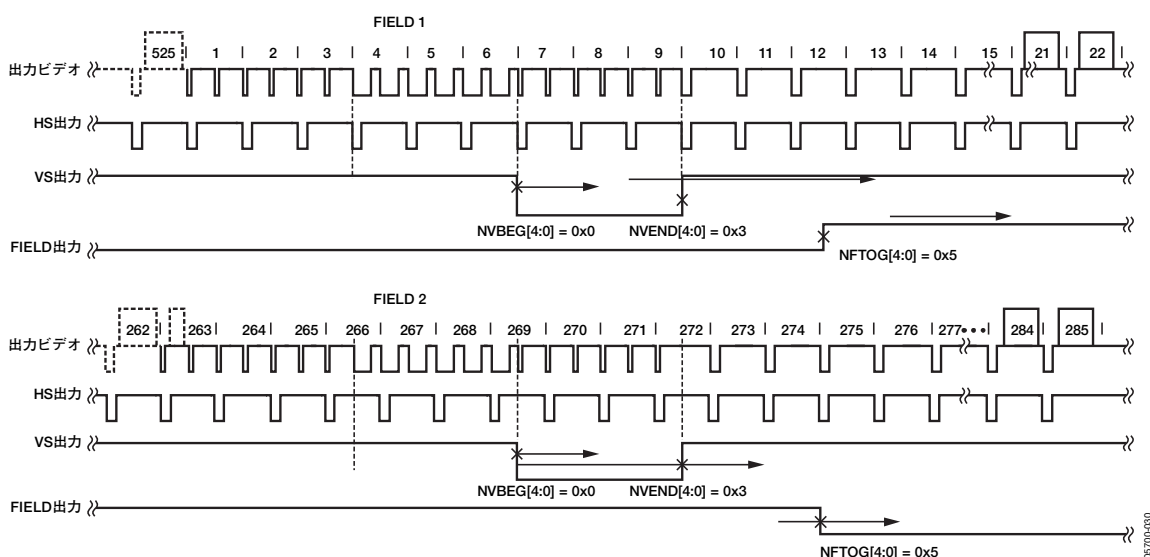 FIELD 1
525 1 2 3 4 5 6 7 8 9 10 11 12 13 14 15 21 22
出力ビデオ
HS出力
VS出力
NVBEG[4:0] = 0x0 NVEND[4:0] = 0x3
FIELD出力
NFTOG[4:0] = 0x5
FIELD 2
262 263 264 265 266 267 268 269 270 271 272 273 274 275 276 277 284 285
出力ビデオ
HS出力
VS出力
NVBEG[4:0] = 0x0 NVEND[4:0] = 0x3
FIELD出力
NFTOG[4:0] = 0x5
05700-030